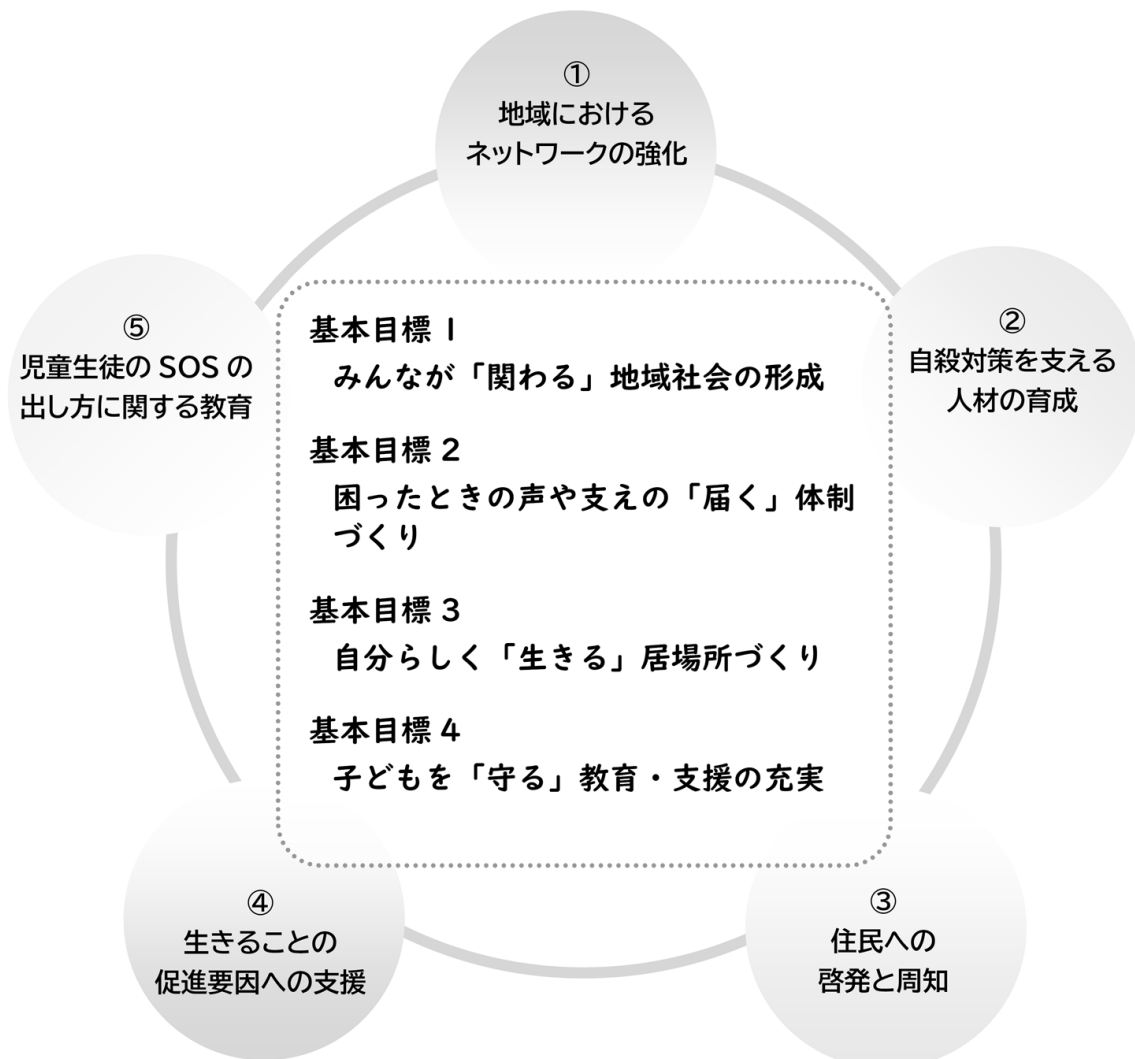 ①
地域における
ネットワークの強化
②
自殺対策を支える
人材の育成
③
住民への
啓発と周知
④
生きることの
促進要因への支援
⑤
児童生徒の SOS の
出し方に関する教育
基本目標 1
みんなが「関わる」地域社会の形成
基本目標 2
困ったときの声や支えの「届く」体制
づくり
基本目標 3
自分らしく「生きる」居場所づくり
基本目標 4
子どもを「守る」教育・支援の充実